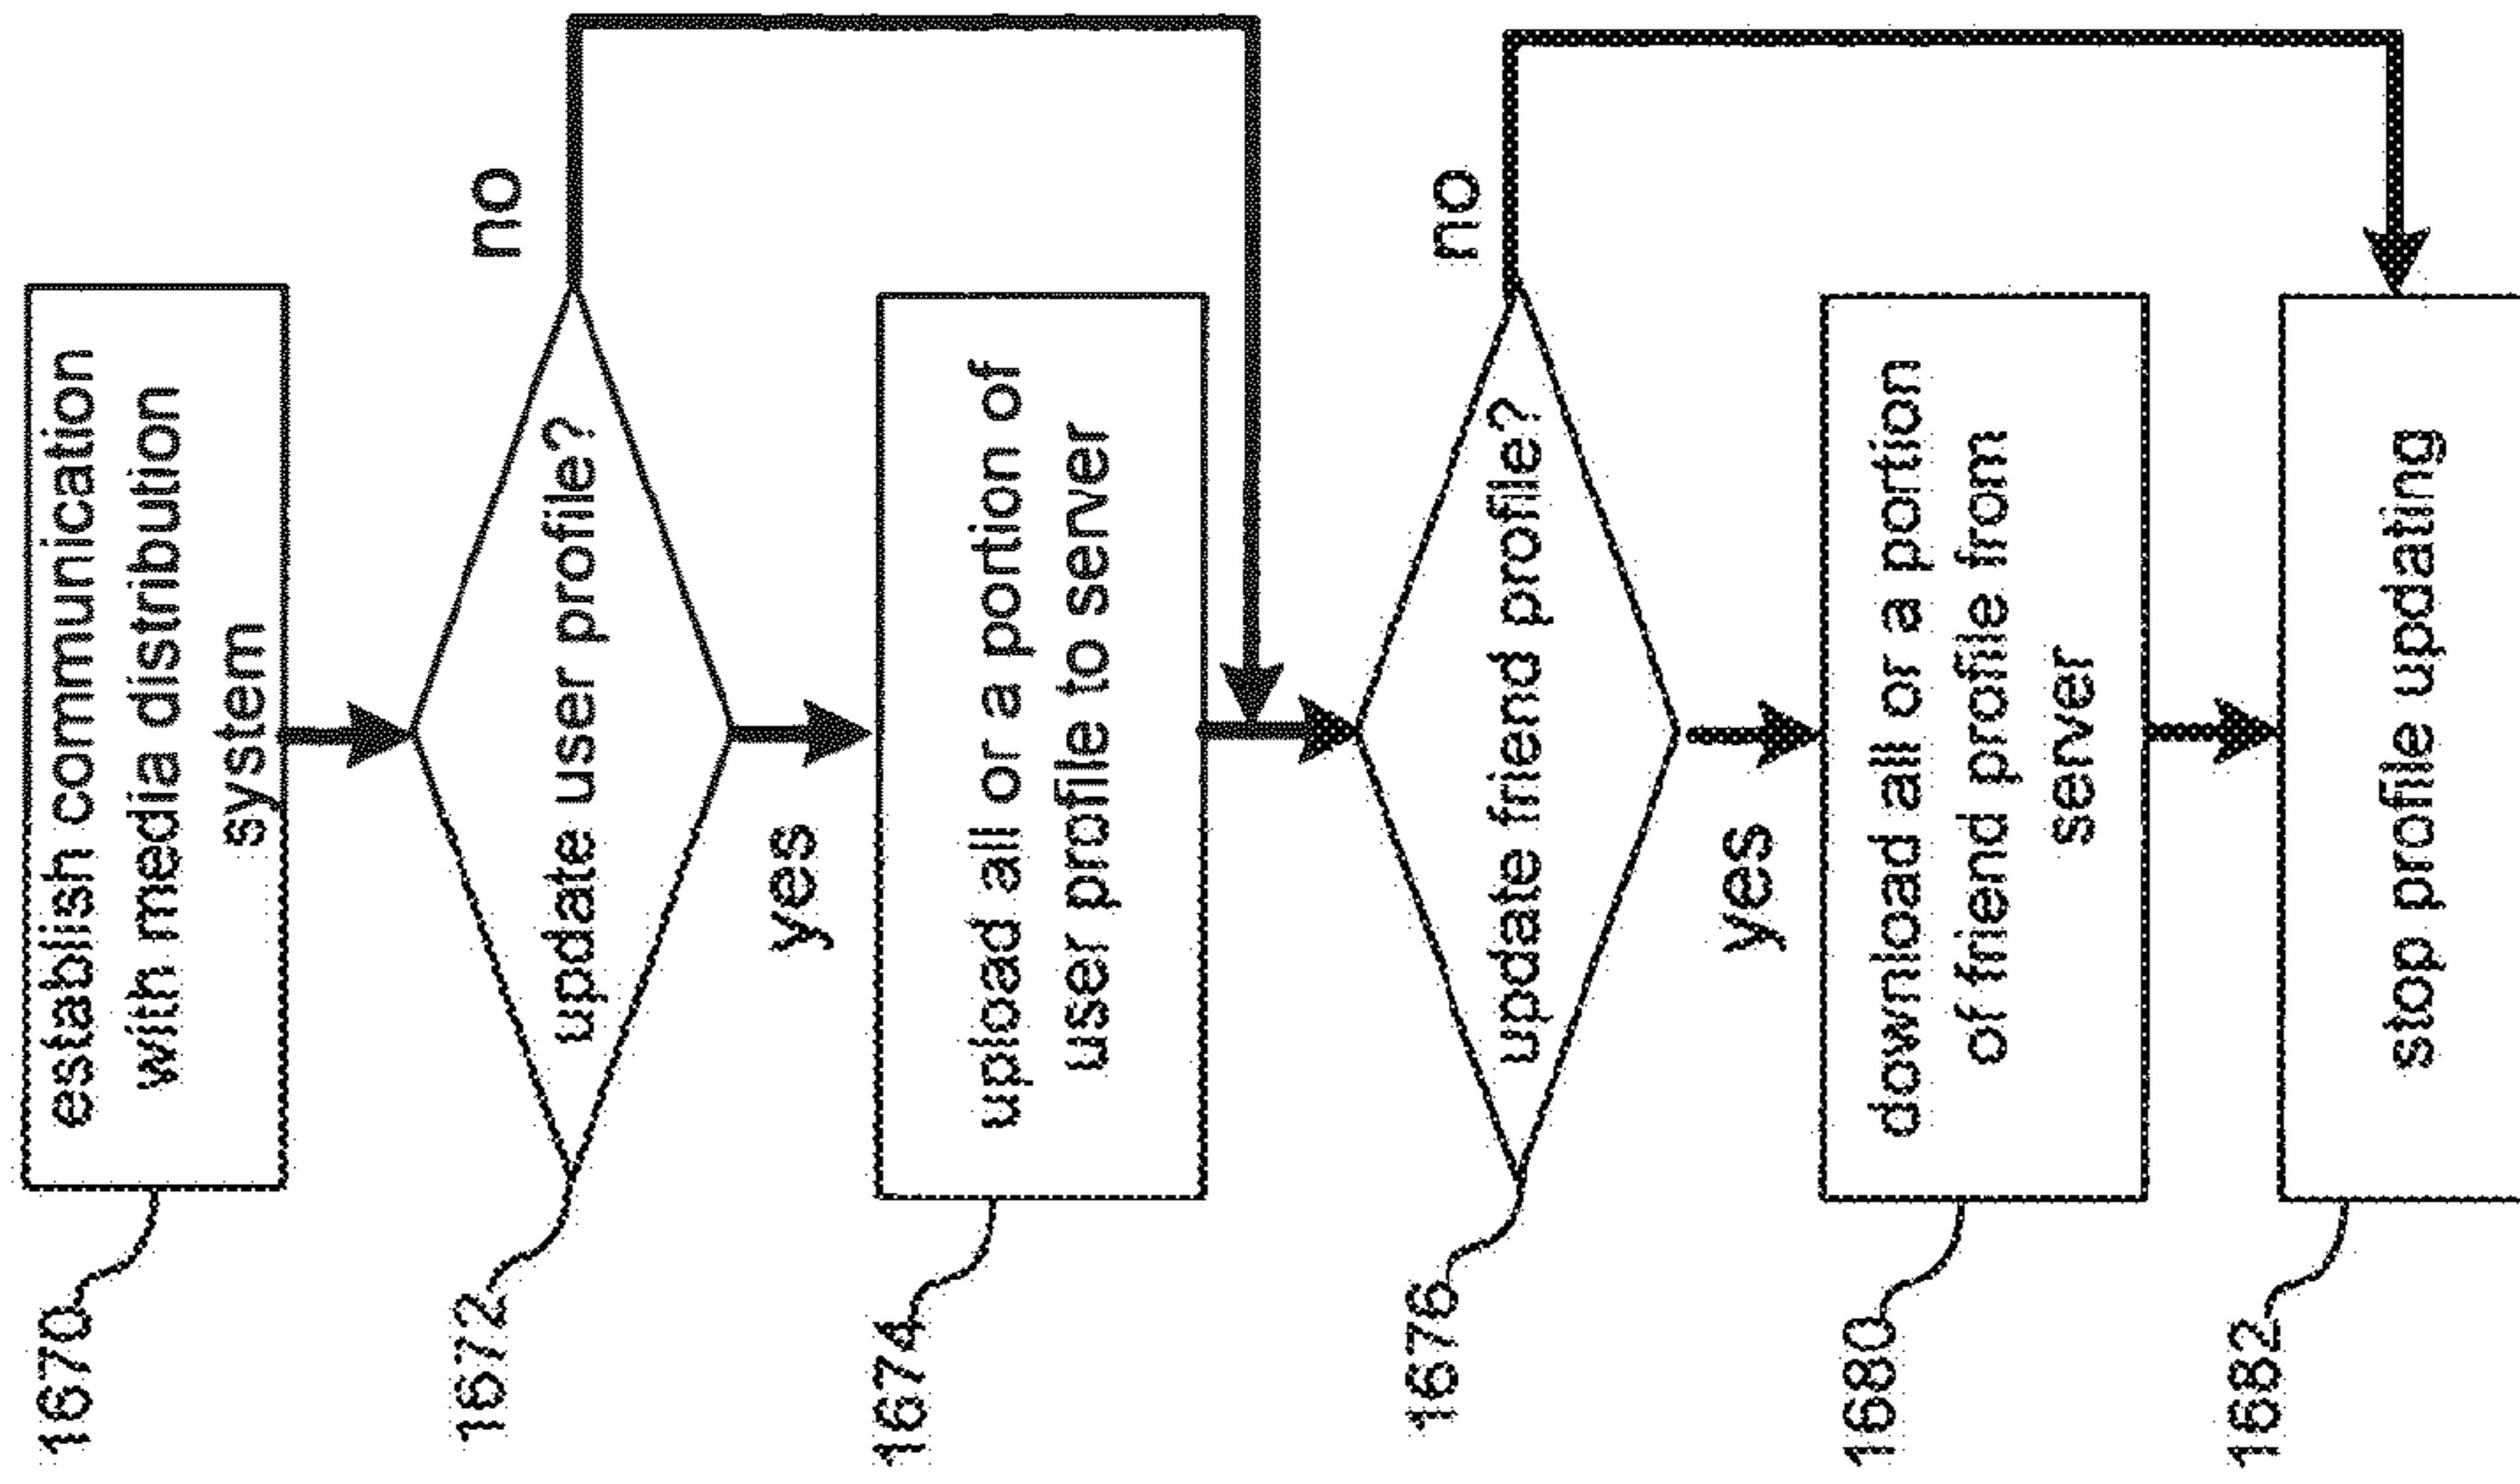 1670
establish communication
with media distribution
system
1672
update user profile?
no
yes
1674
upload all or a portion of
user profile to server
1676
update friend profile?
no
yes
1680
download all or a portion
of friend profile from
server
1682
stop profile updating